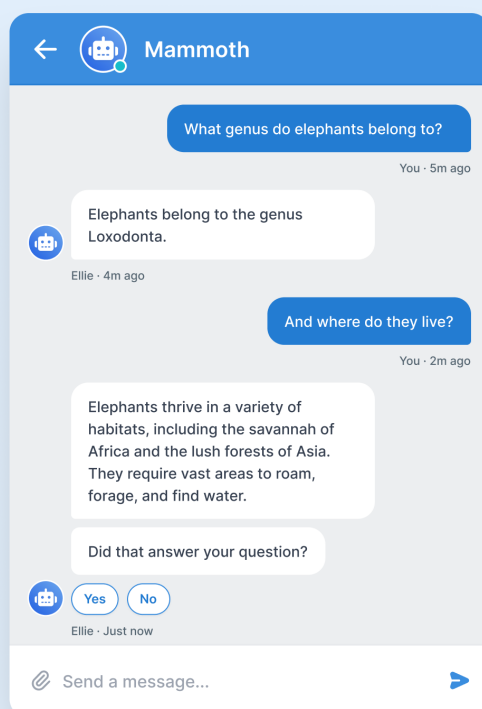 Mammoth
What genus do elephants belong to?
You · 5m ago
Elephants belong to the genus
Loxodonta.
Ellie · 4m ago
And where do they live?
You · 2m ago
Elephants thrive in a variety of
habitats, including the savannah of
Africa and the lush forests of Asia.
They require vast areas to roam,
forage, and find water.
Did that answer your question?
Yes No
Ellie · Just now
Send a message...